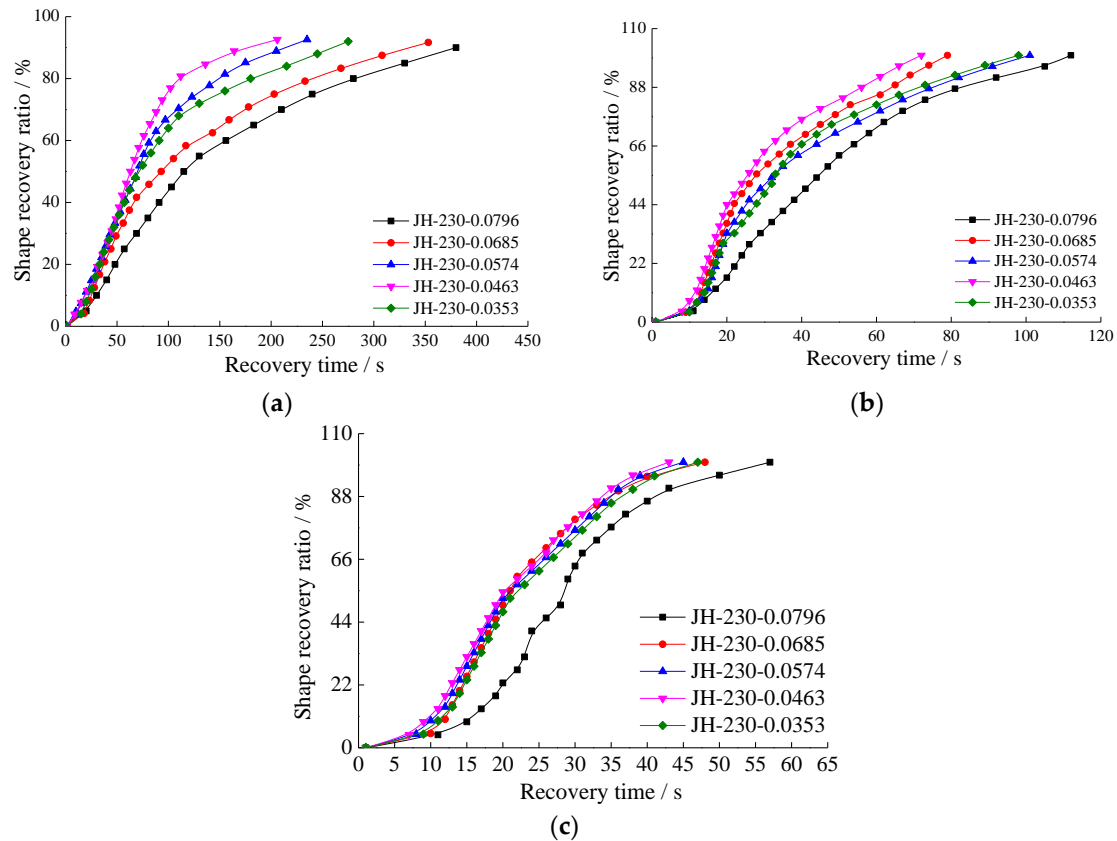 Shape recovery ratio / %
100
80
60
40
20
0
JH-230-0.0796
JH-230-0.0685
JH-230-0.0574
JH-230-0.0463
JH-230-0.0353
0 50 100 150 200 250 300 350 400 450
Recovery time / s
(a)
Shape recovery ratio / %
110
88
66
44
22
0
JH-230-0.0796
JH-230-0.0685
JH-230-0.0574
JH-230-0.0463
JH-230-0.0353
0 20 40 60 80 100 120
Recovery time / s
(b)
Shape recovery ratio / %
110
88
66
44
22
0
JH-230-0.0796
JH-230-0.0685
JH-230-0.0574
JH-230-0.0463
JH-230-0.0353
0 5 10 15 20 25 30 35 40 45 50 55 60 65
Recovery time / s
(c)